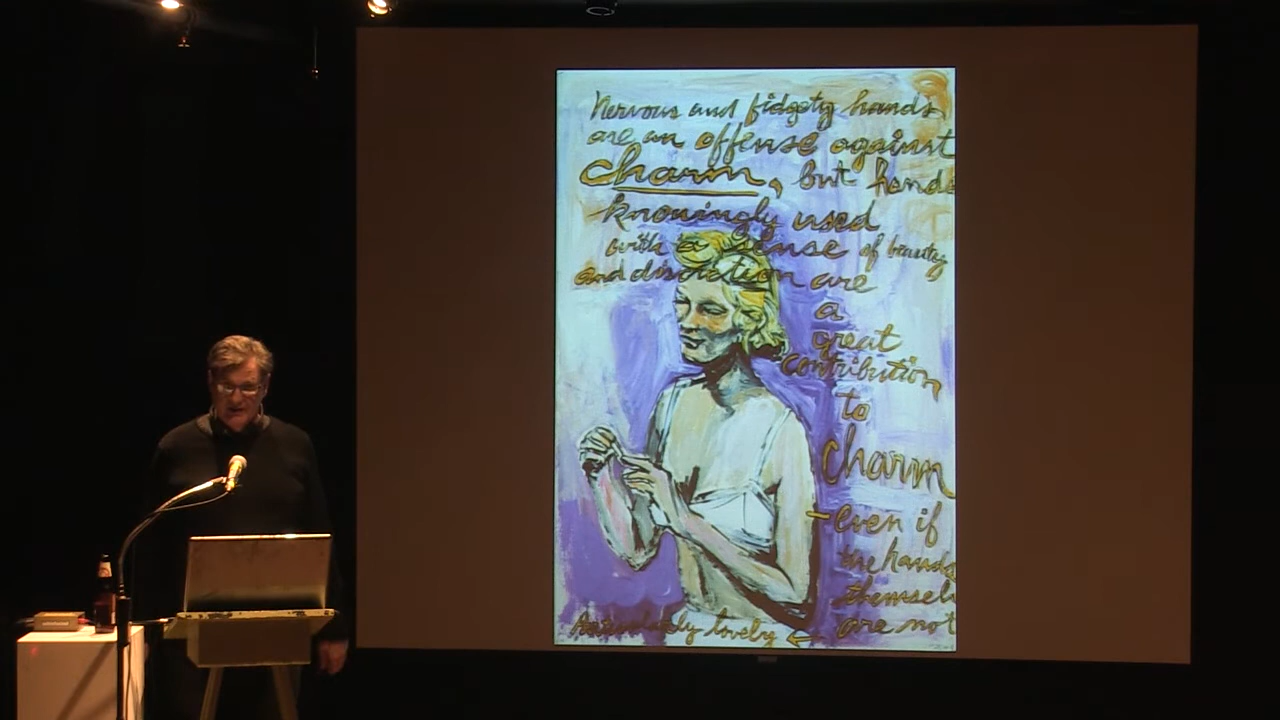 Nervous and fidgety hands
are an offense against
charm, but hands
knowingly used
with a sense of beauty
and discretion are
a
great
contribution
to
charm
- even if
the hands
themsel
are not
lovely